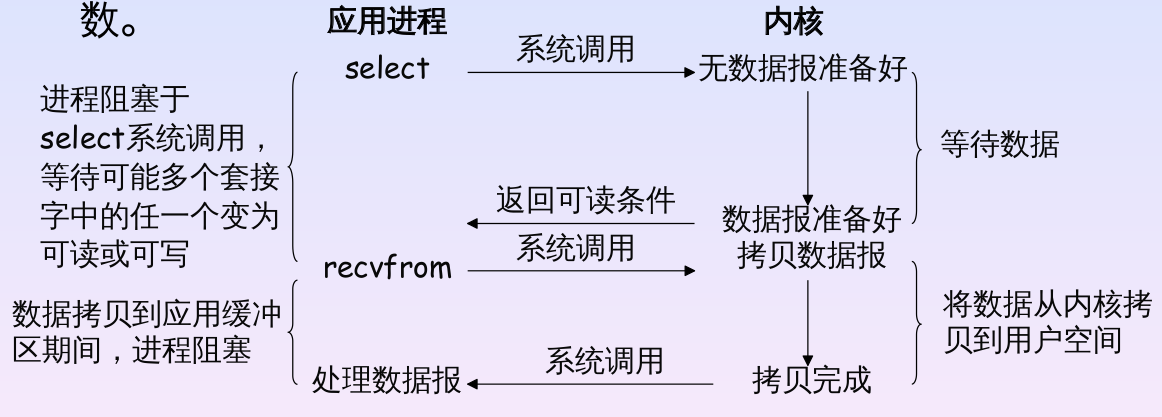 数。
应用进程
内核
系统调用
select
无数据报准备好
进程阻塞于
select系统调用，
等待可能多个套接
字中的任一个变为
可读或可写
等待数据
返回可读条件
数据报准备好
系统调用
拷贝数据报
recvfrom
数据拷贝到应用缓冲
区期间，进程阻塞
将数据从内核拷
贝到用户空间
系统调用
处理数据报
拷贝完成